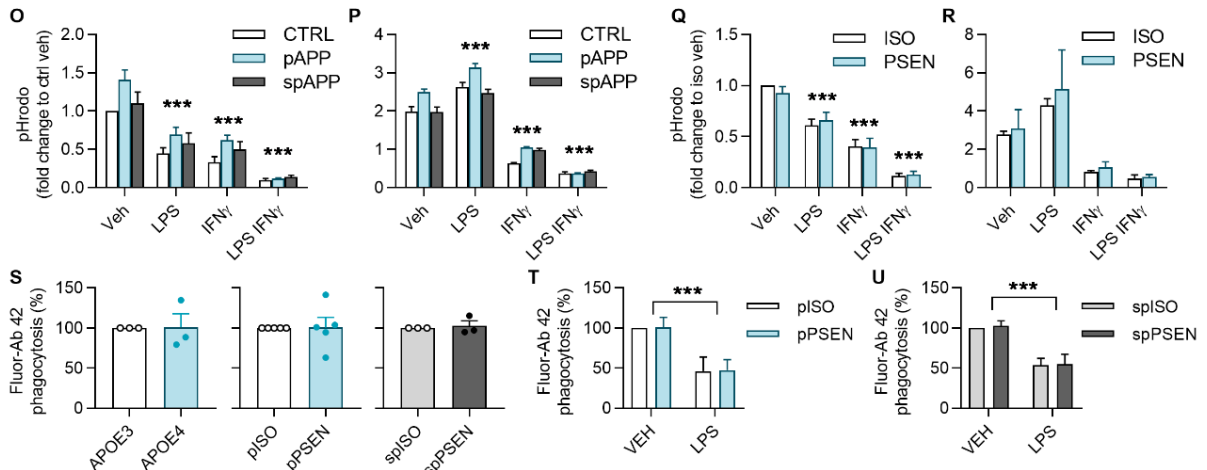 O
pHrodo
(fold change to ctrl veh)
2.0
1.5
1.0
0.5
0.0
CTRL
pAPP
spAPP
***
***
***
Veh
LPS
IFNγ
LPS IFNγ
P
4
3
2
1
0
CTRL
pAPP
spAPP
***
***
***
Veh
LPS
IFNγ
LPS IFNγ
Q
pHrodo
(fold change to iso veh)
1.5
1.0
0.5
0.0
ISO
PSEN
***
***
***
Veh
LPS
IFNγ
LPS IFNγ
R
8
6
4
2
0
ISO
PSEN
Veh
LPS
IFNγ
LPS IFNγ
S
Fluor-Ab 42
phagocytosis (%)
150
100
50
0
APOE3
APOE4
pISO
pPSEN
spISO
spPSEN
T
Fluor-Ab 42
phagocytosis (%)
150
100
50
0
***
pISO
pPSEN
VEH
LPS
U
Fluor-Ab 42
phagocytosis (%)
150
100
50
0
***
spISO
spPSEN
VEH
LPS